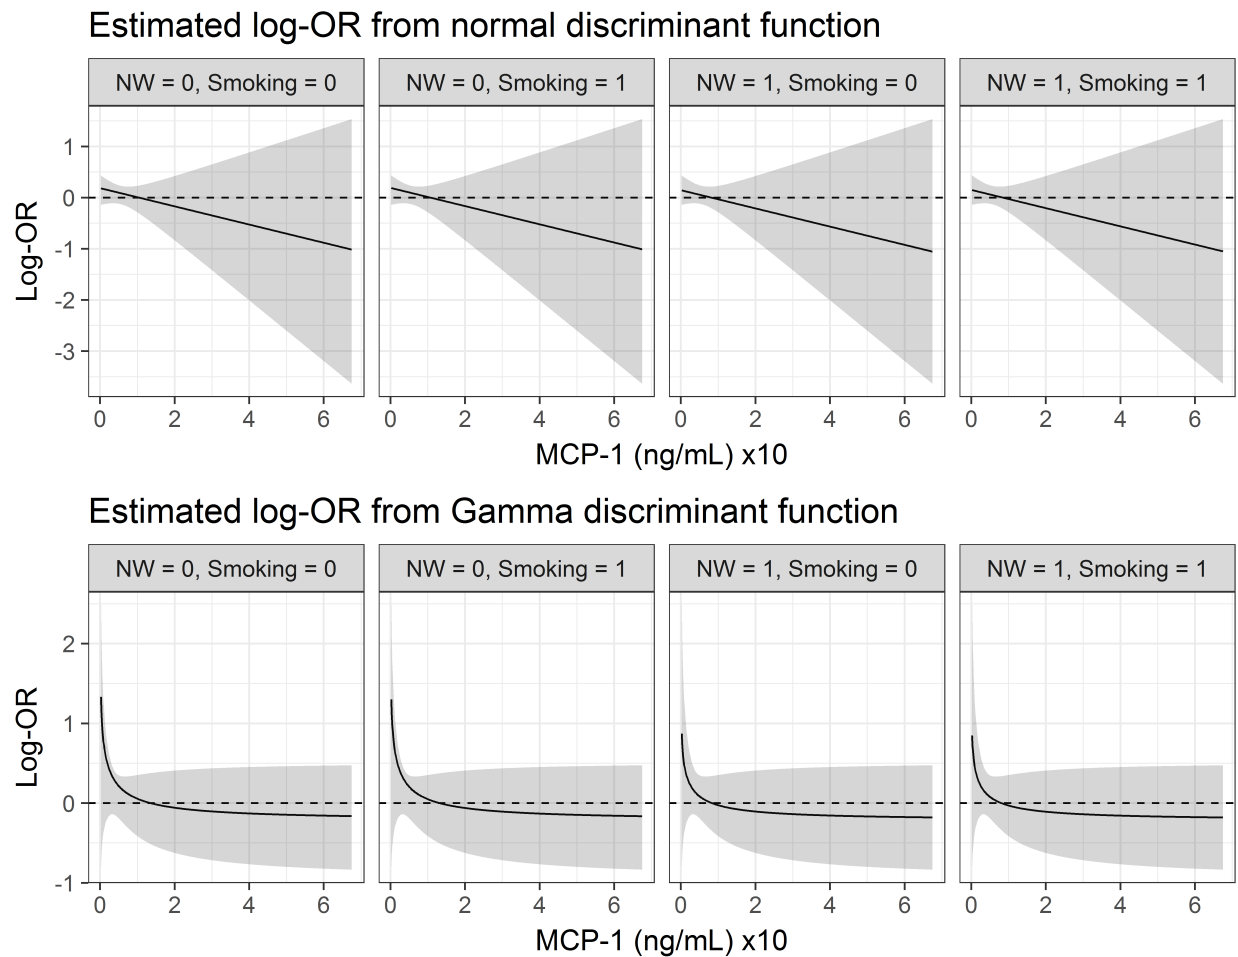 Estimated log-OR from normal discriminant function
NW = 0, Smoking = 0
NW = 0, Smoking = 1
NW = 1, Smoking = 0
NW = 1, Smoking = 1
Log-OR
1
0
-1
-2
-3
0 2 4 6
0 2 4 6
0 2 4 6
0 2 4 6
MCP-1 (ng/mL) x10
Estimated log-OR from Gamma discriminant function
NW = 0, Smoking = 0
NW = 0, Smoking = 1
NW = 1, Smoking = 0
NW = 1, Smoking = 1
Log-OR
2
1
0
-1
0 2 4 6
0 2 4 6
0 2 4 6
0 2 4 6
MCP-1 (ng/mL) x10